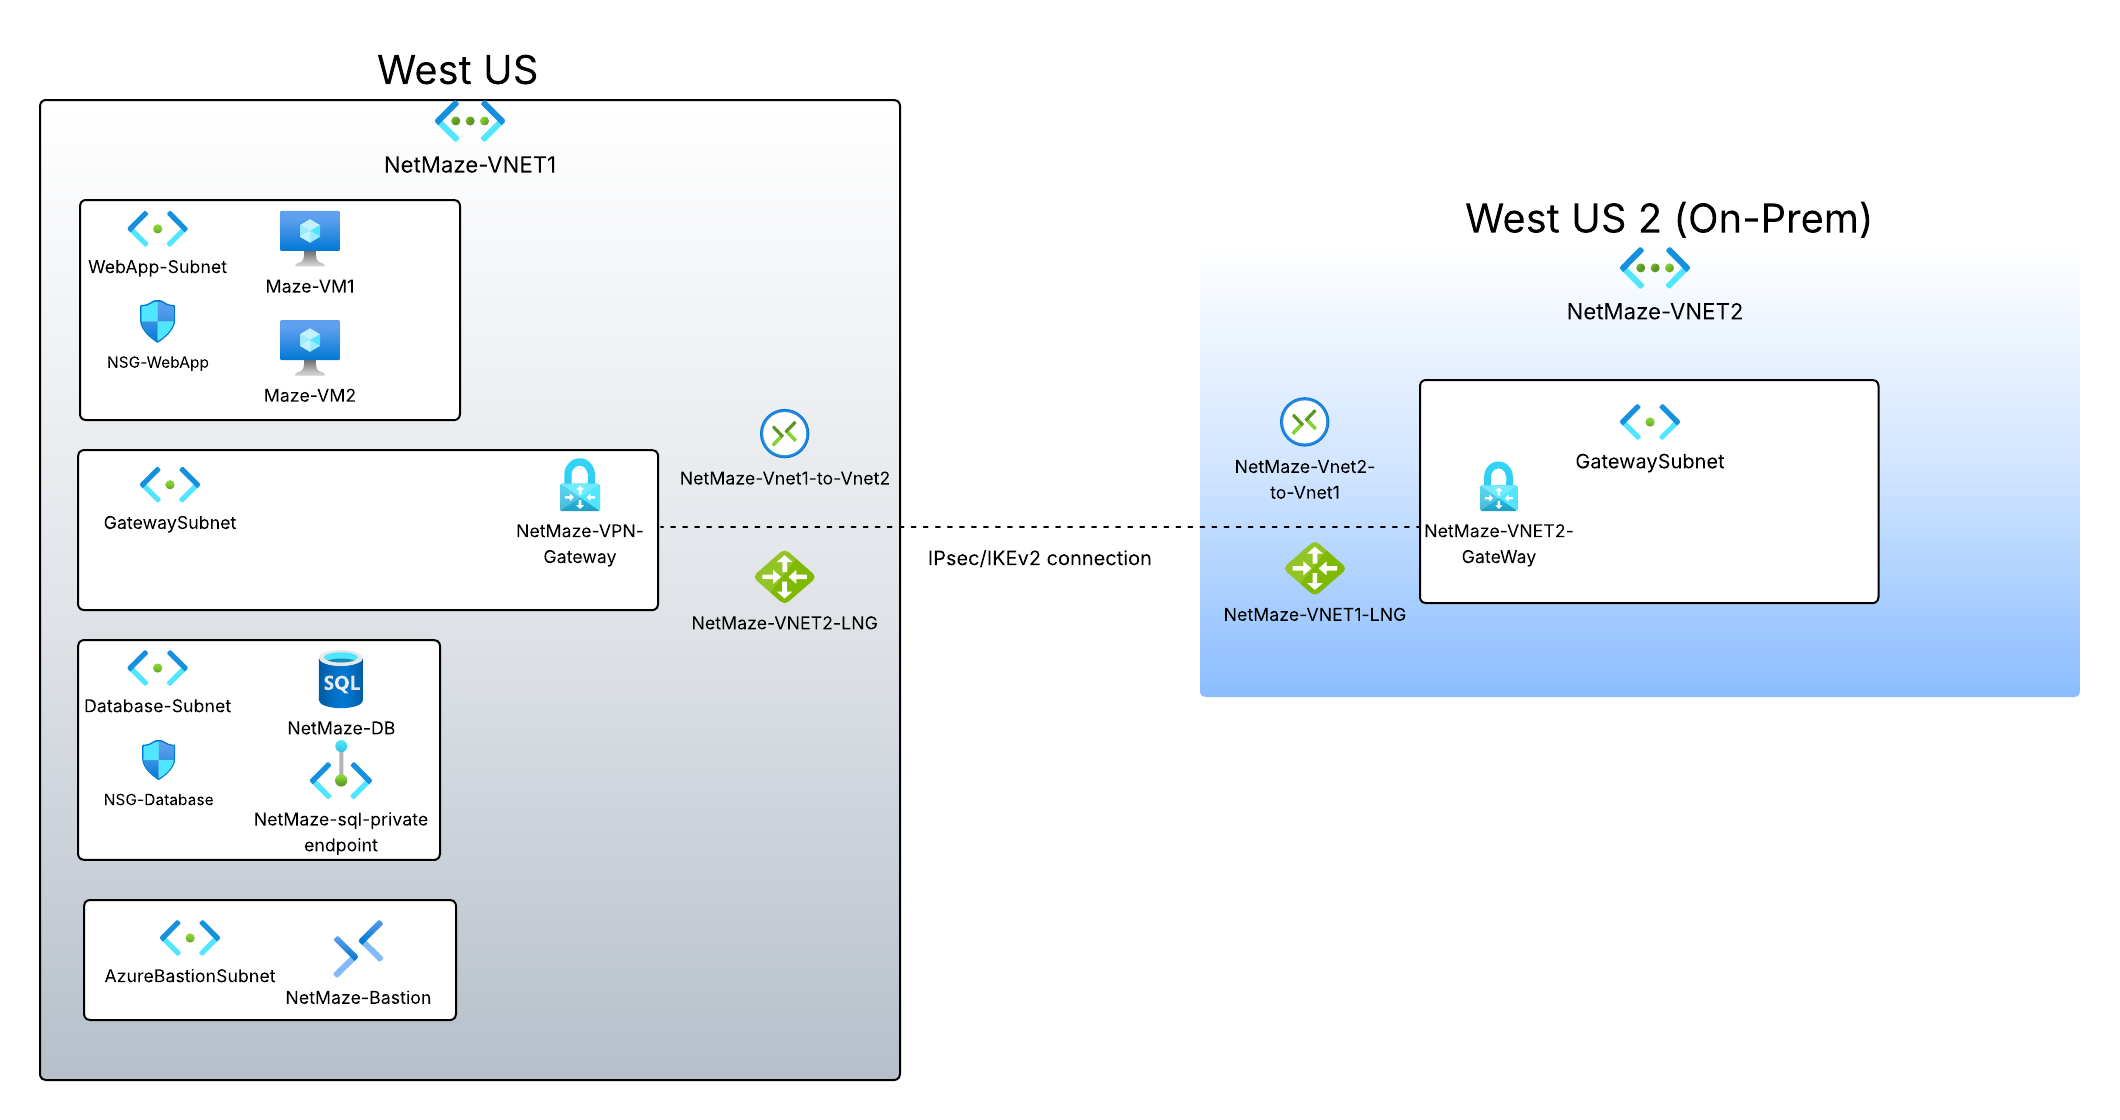 West US
NetMaze-VNET1
WebApp-Subnet
Maze-VM1
NSG-WebApp
Maze-VM2
GatewaySubnet
NetMaze-VPN-
Gateway
NetMaze-Vnet1-to-Vnet2
NetMaze-VNET2-LNG
Database-Subnet
SQL
NetMaze-DB
NSG-Database
NetMaze-sql-private
endpoint
AzureBastionSubnet
NetMaze-Bastion
IPsec/IKEv2 connection
West US 2 (On-Prem)
NetMaze-VNET2
NetMaze-Vnet2-
to-Vnet1
NetMaze-VNET1-LNG
GatewaySubnet
NetMaze-VNET2-
GateWay